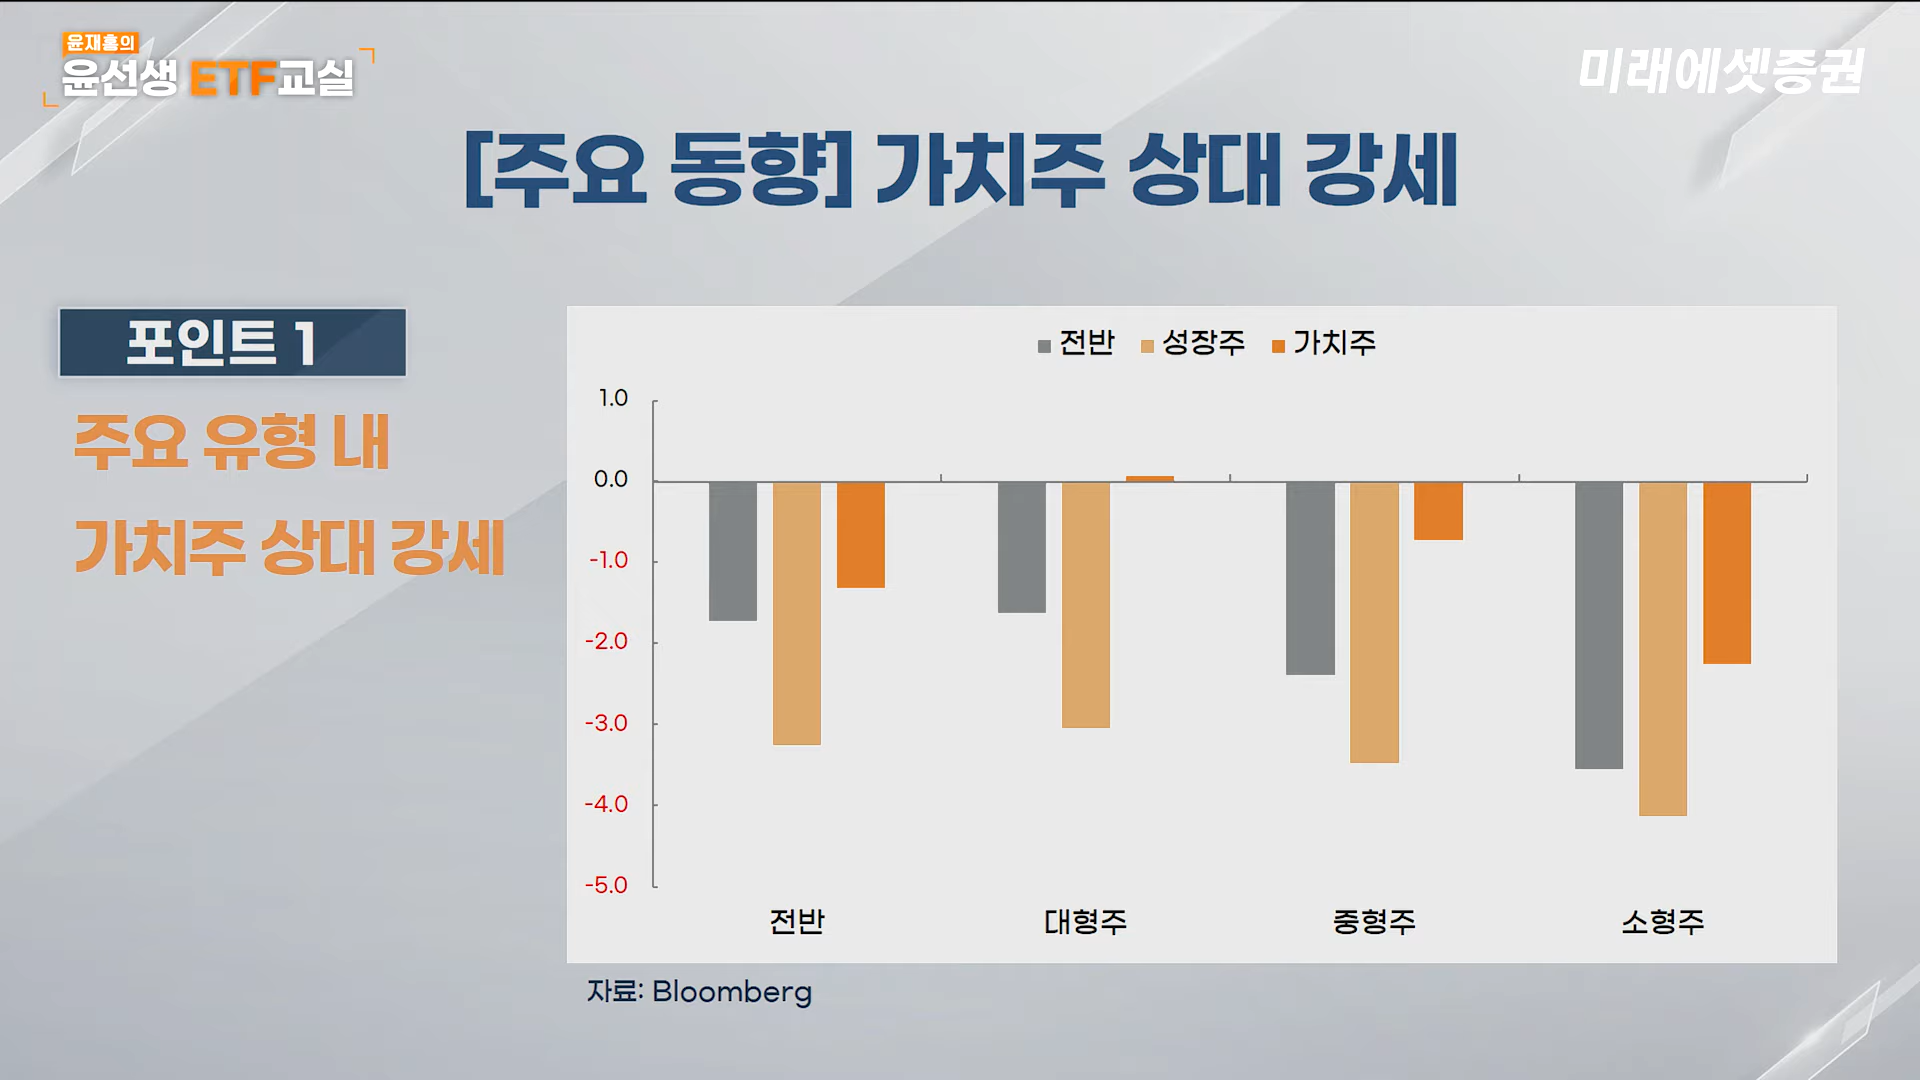 윤재홍의
윤선생 ETF교실
미래에셋증권
[주요 동향] 가치주 상대 강세
포인트 1
주요 유형 내
가치주 상대 강세
전반 성장주 가치주
1.0
0.0
-1.0
-2.0
-3.0
-4.0
-5.0
전반 대형주 중형주 소형주
자료: Bloomberg